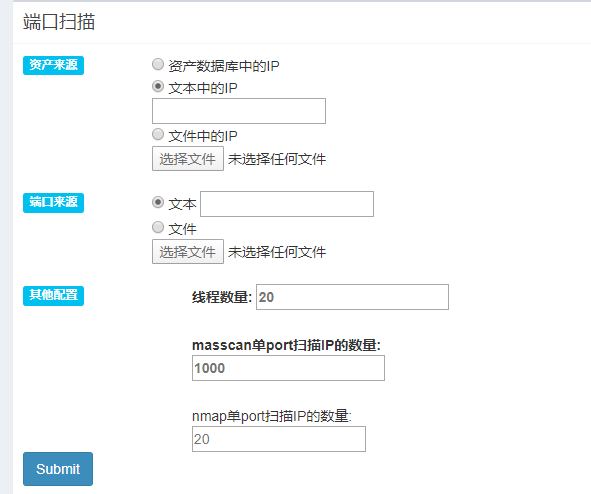 端口扫描
资产来源
资产数据库中的IP
文本中的IP
文件中的IP
选择文件 未选择任何文件
端口来源
文本
文件
选择文件 未选择任何文件
其他配置
线程数量: 20
masscan单port扫描IP的数量:
1000
nmap单port扫描IP的数量:
20
Submit